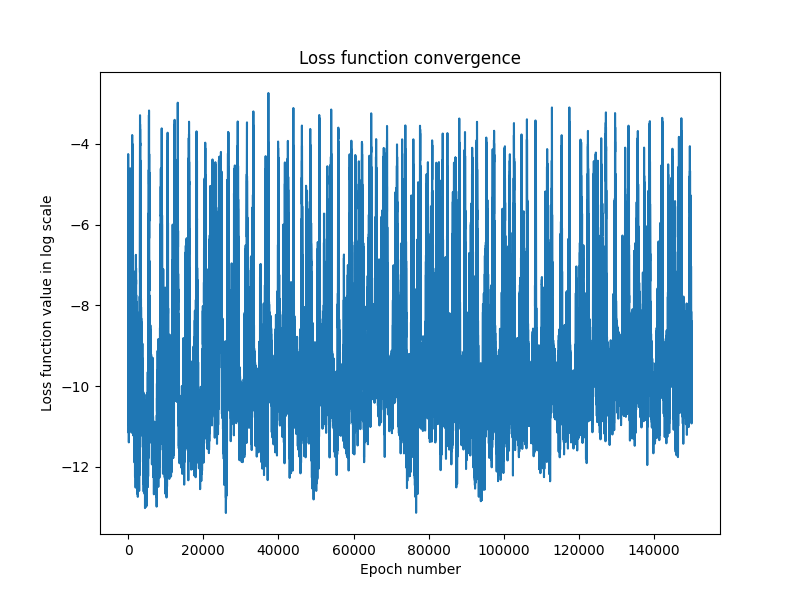 Loss function convergence
Loss function value in log scale
−4
−6
−8
−10
−12
0 20000 40000 60000 80000 100000 120000 140000
Epoch number